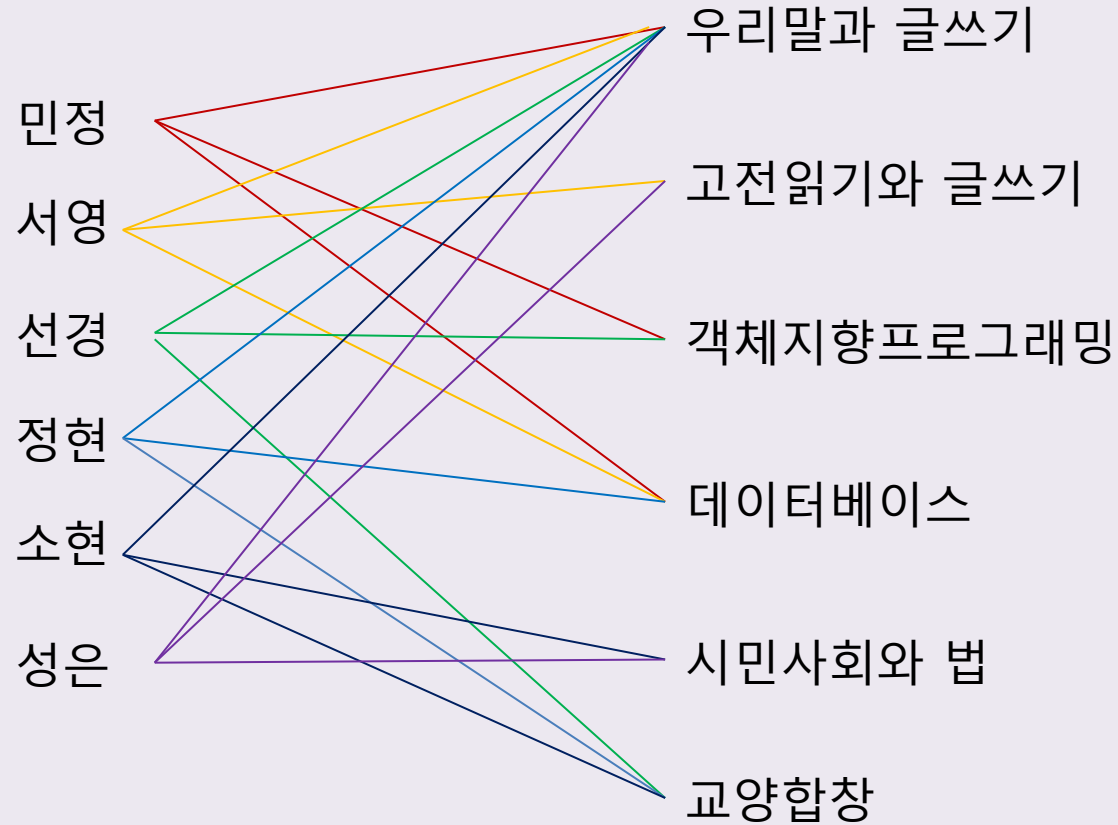 민정
서영
선경
정현
소현
성은
우리말과 글쓰기
고전읽기와 글쓰기
객체지향프로그래밍
데이터베이스
시민사회와 법
교양합창